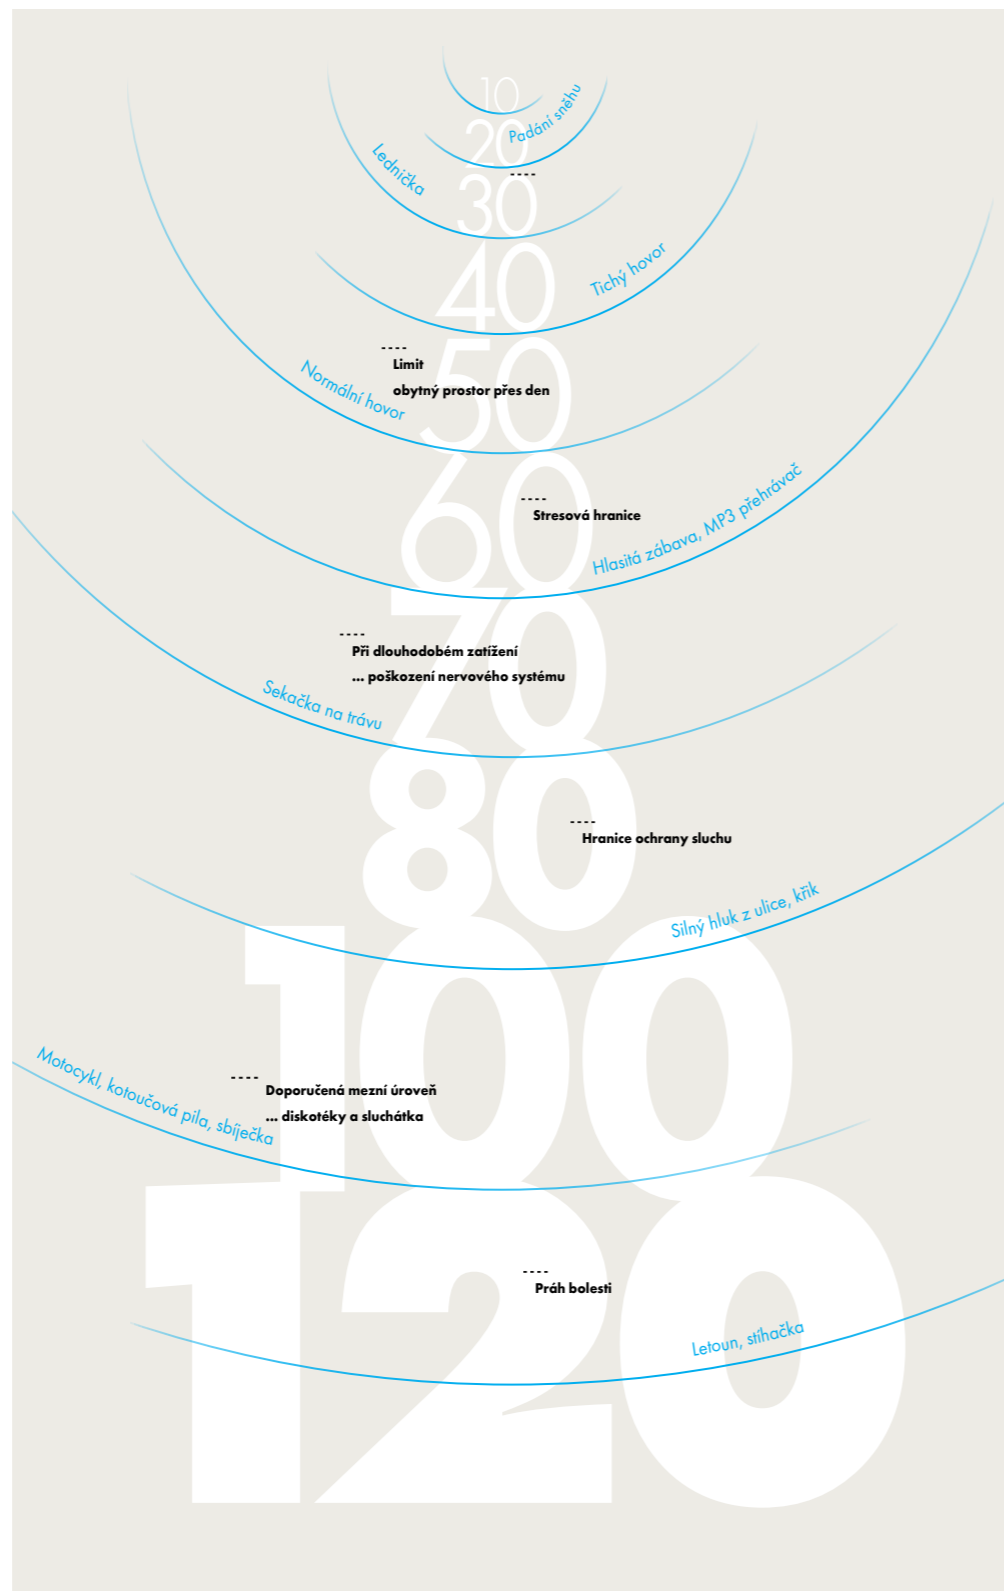 10
Padání sněhu
20
----
Lednička
30
40
Tichý hovor
----
Limit
obytný prostor přes den
Normální hovor
50
----
Stresová hranice
60
Hlasitá zábava, MP3 přehrávač
----
Při dlouhodobém zatížení
... poškození nervového systému
70
Sekačka na trávu
80
----
Hranice ochrany sluchu
Silný hluk z ulice, křik
100
----
Doporučená mezní úroveň
... diskotéky a sluchátka
Motocykl, kotoučová pila, sbíječka
120
----
Práh bolesti
Letoun, stíhačka